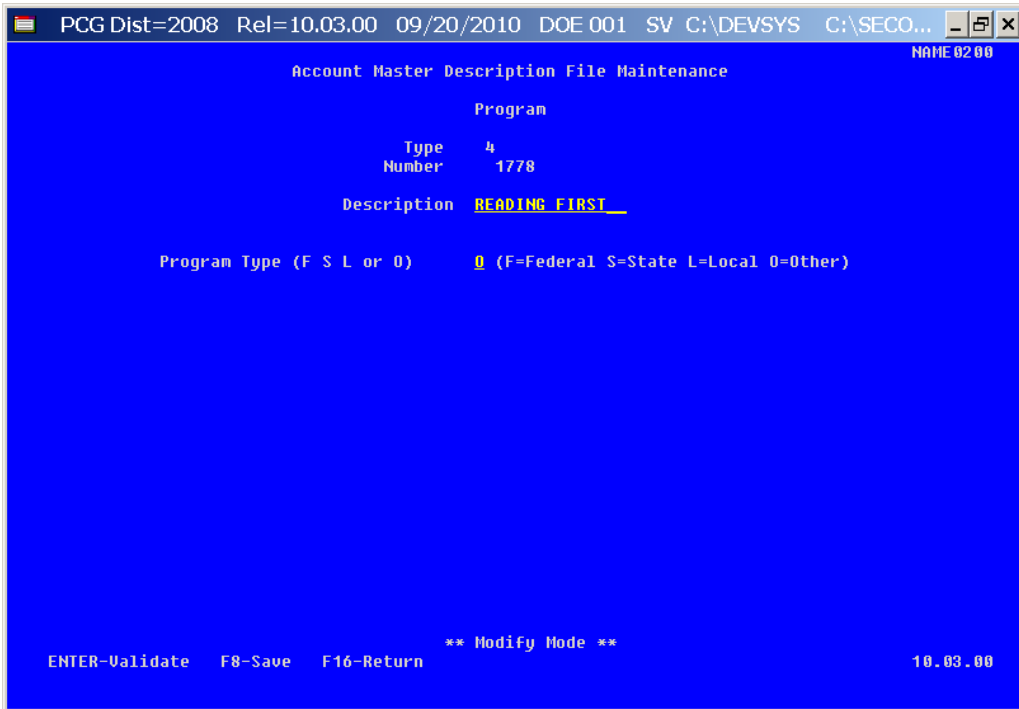 PCG Dist=2008 Rel=10.03.00 09/20/2010 DOE 001 SV C:\DEVSYS C:\SECO...
NAME0200
Account Master Description File Maintenance
Program
Type 4
Number 1778
Description READING FIRST__
Program Type (F S L or O) O (F=Federal S=State L=Local O=Other)
** Modify Mode **
ENTER-Validate F8-Save F16-Return 10.03.00